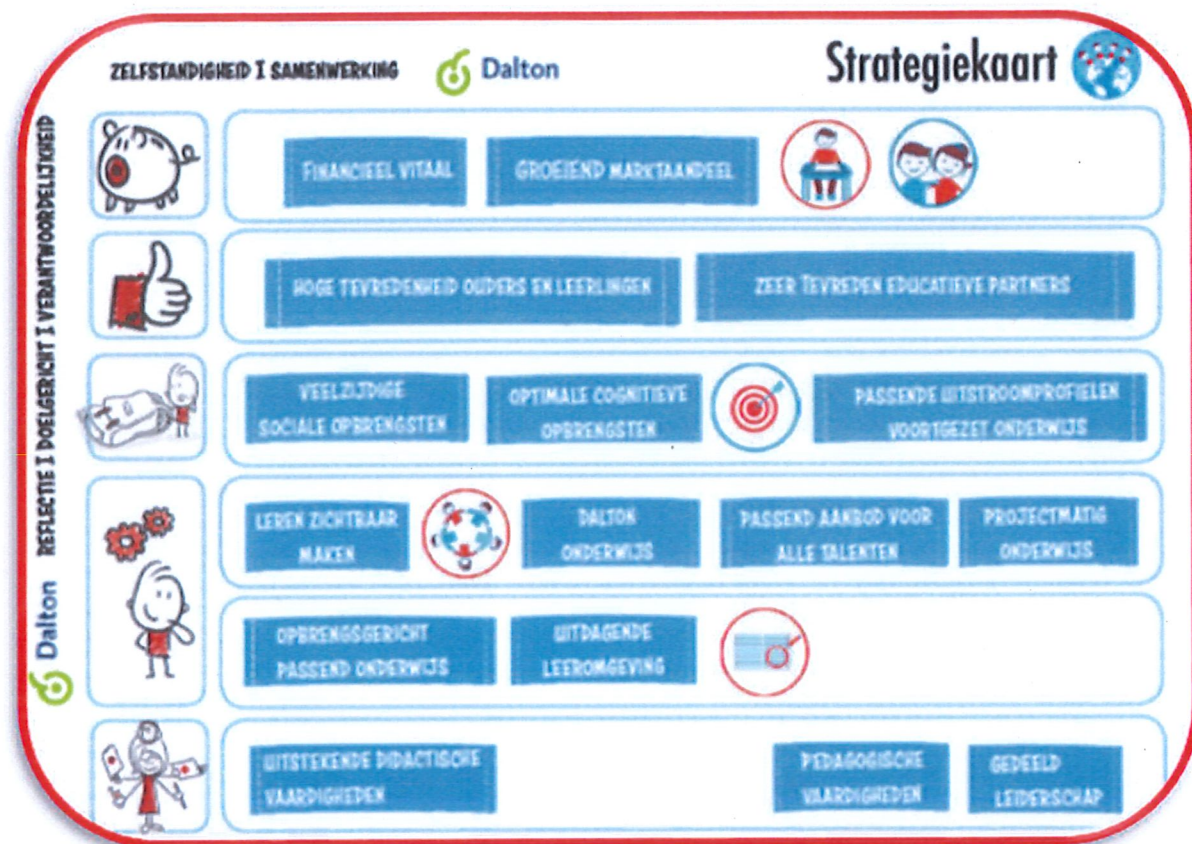 ZELFSTANDIGHEID I SAMENWERKING
Dalton
Strategiekaart
Dalton REFLECTIE I DOELGERICHT I VERANTWOORDELIJKHEID
FINANCIEEL VITAAL
GROEIEND MARKTAANDEEL
HOGE TEVREDENHEID OUDERS EN LEERLINGEN
ZEER TEVREDEN EDUCATIEVE PARTNERS
VEELZIJDIGE
SOCIALE OPBRENGSTEN
OPTIMALE COGNITIEVE
OPBRENGSTEN
PASSENDE UITSTROOMPROFIELEN
VOORTGEZET ONDERWIJS
LEREN ZICHTBAAR
MAKEN
DALTON
ONDERWIJS
PASSEND AANBOD VOOR
ALLE TALENTEN
PROJECTMATIG
ONDERWIJS
OPBRENGSGERICHT
PASSEND ONDERWIJS
UITDAGENDE
LEEROMGEVING
UITSTEKENDE DIDACTISCHE
VAARDIGHEDEN
PEDAGOGISCHE
VAARDIGHEDEN
GEDEELD
LEIDERSCHAP